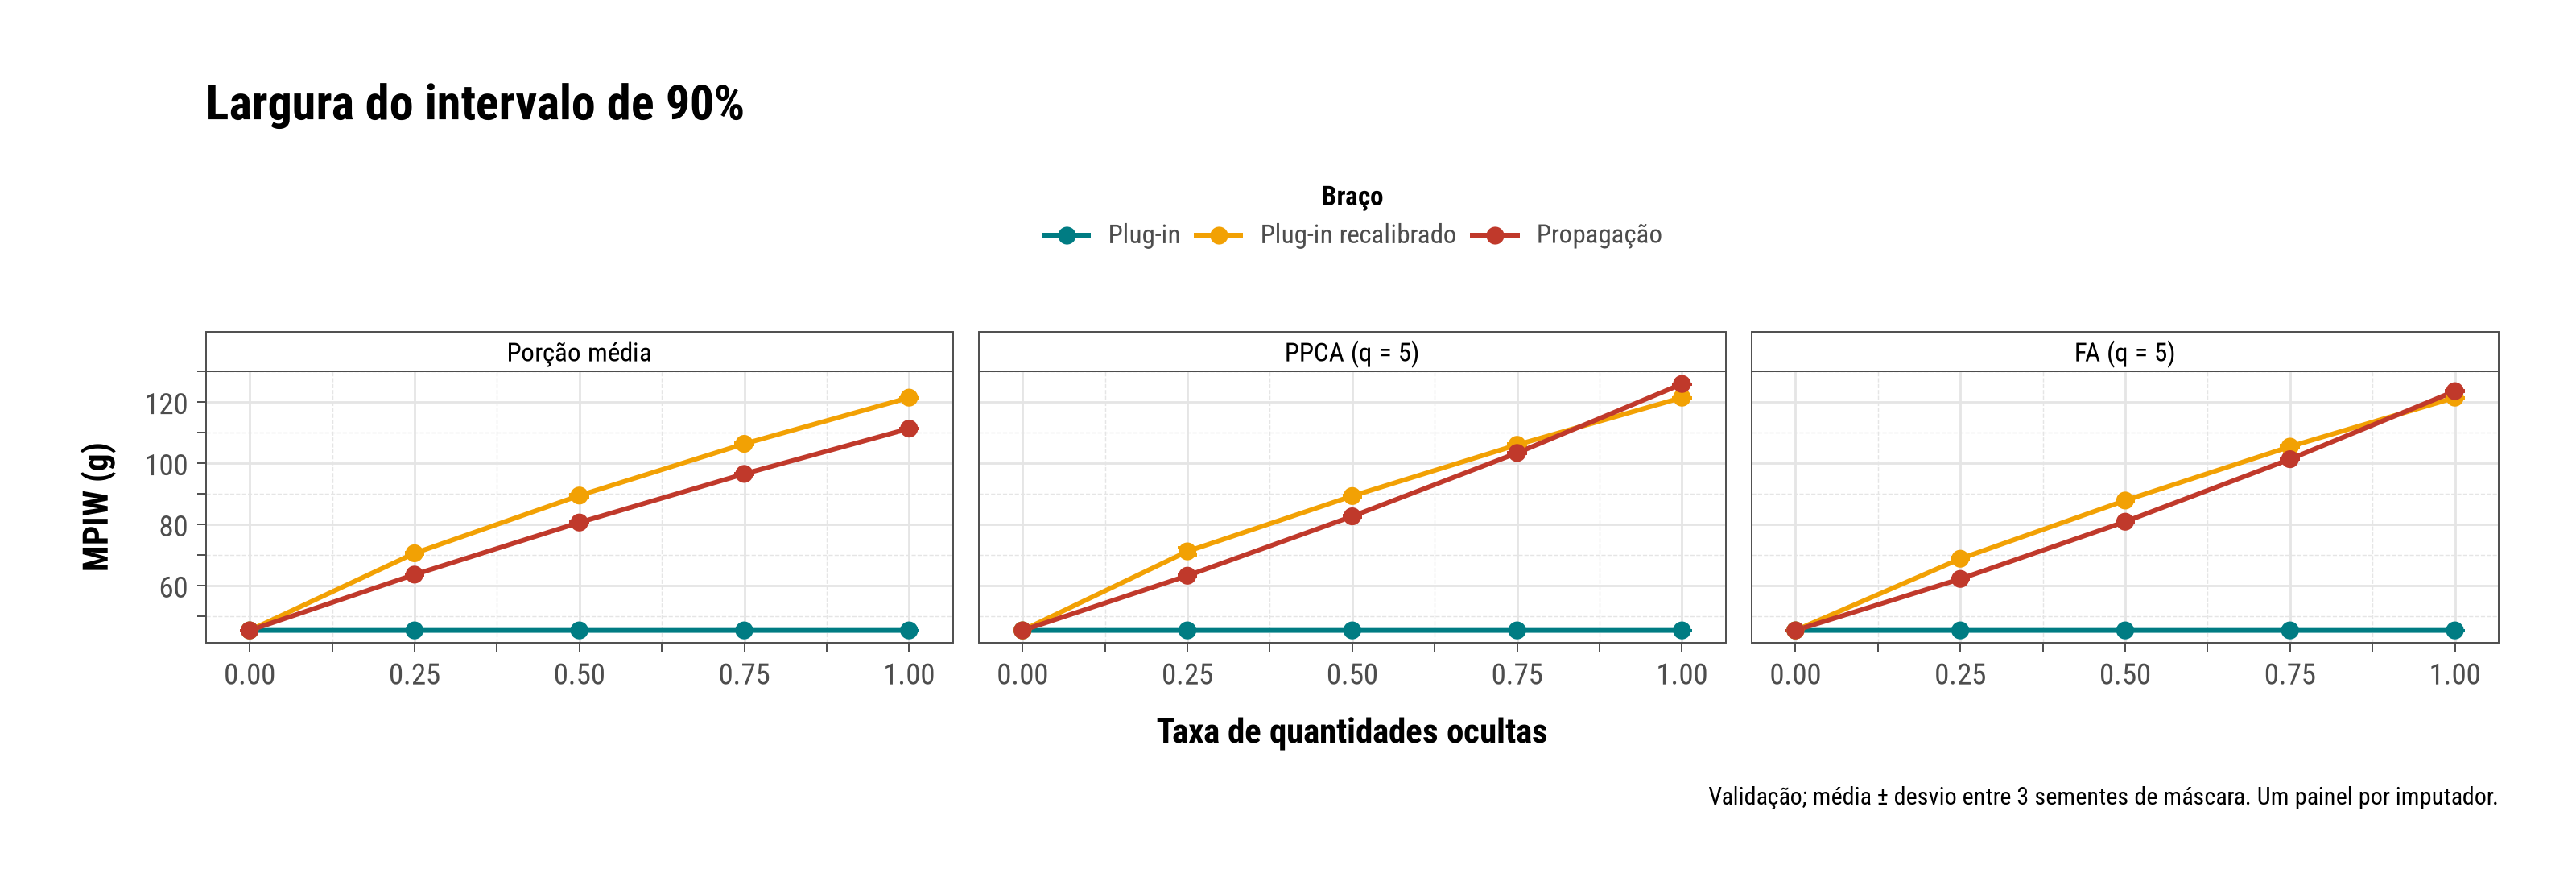 Largura do intervalo de 90%
Braço
Plug-in Plug-in recalibrado Propagação
Porção média PPCA (q = 5) FA (q = 5)
MPIW (g)
120
100
80
60
0.00 0.25 0.50 0.75 1.00 0.00 0.25 0.50 0.75 1.00 0.00 0.25 0.50 0.75 1.00
Taxa de quantidades ocultas
Validação; média ± desvio entre 3 sementes de máscara. Um painel por imputador.